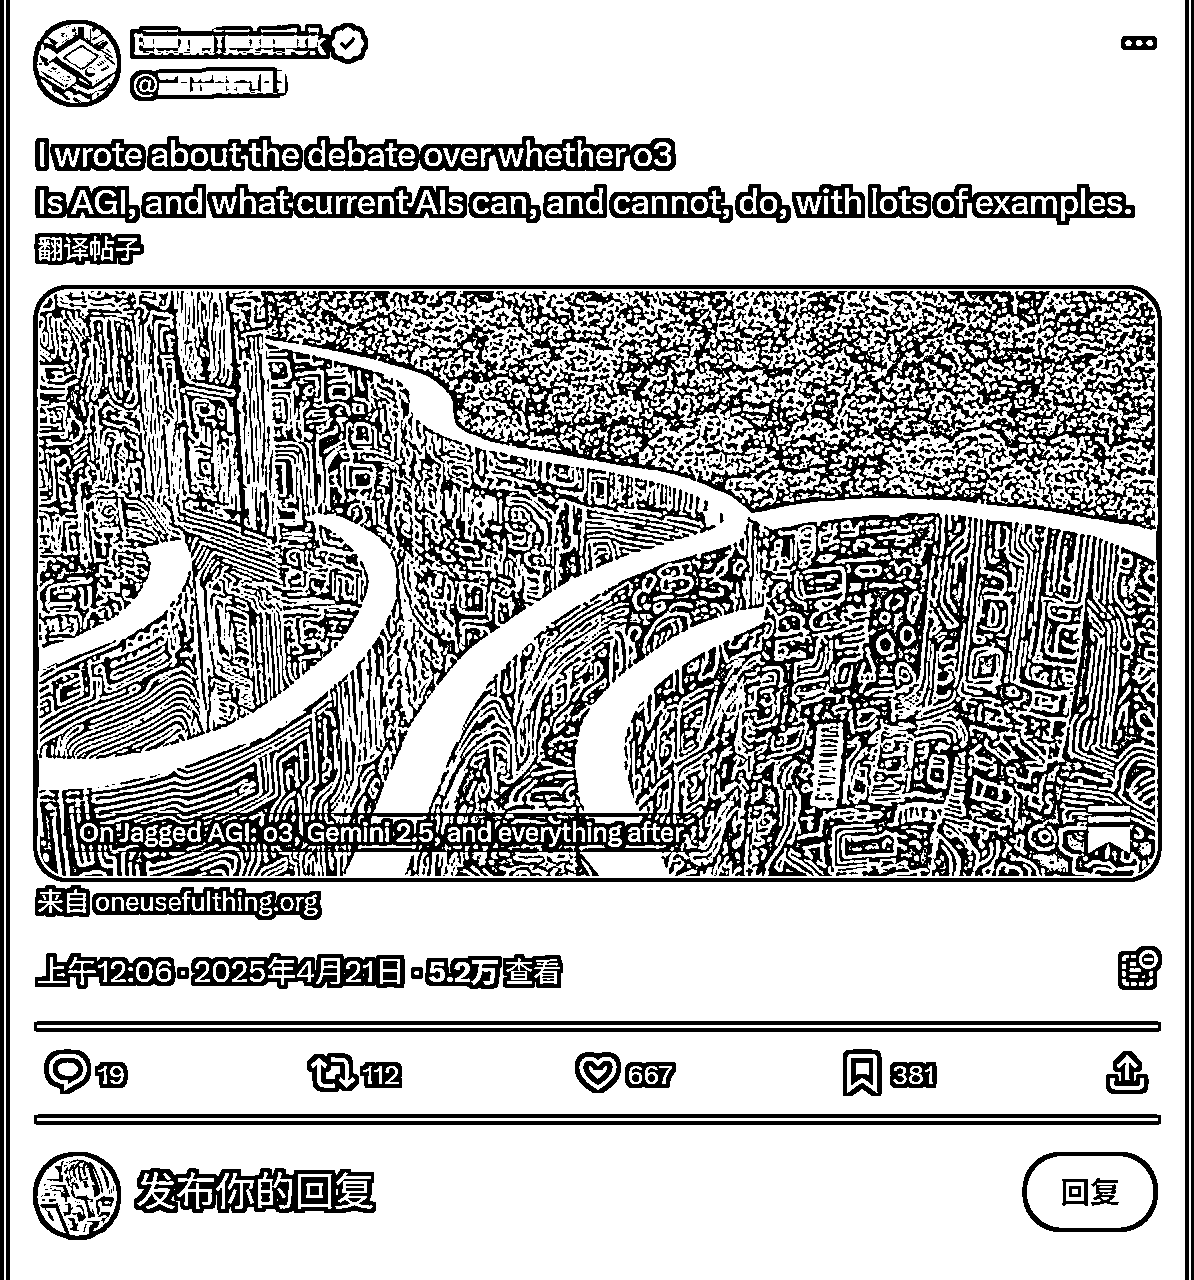 I wrote about the debate over whether o3
Is AGI, and what current AIs can, and cannot, do, with lots of examples.
翻译帖子
On Jagged AGI: o3, Gemini 2.5, and everything after
来自 oneusefulthing.org
上午12:06 · 2025年4月21日 · 5.2万 查看
19 112 667 381
发布你的回复
回复